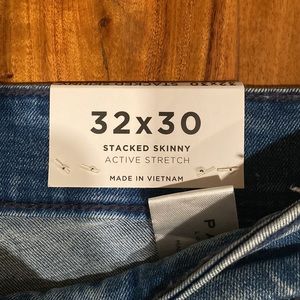 32x30
STACKED SKINNY
ACTIVE STRETCH
MADE IN VIETNAM